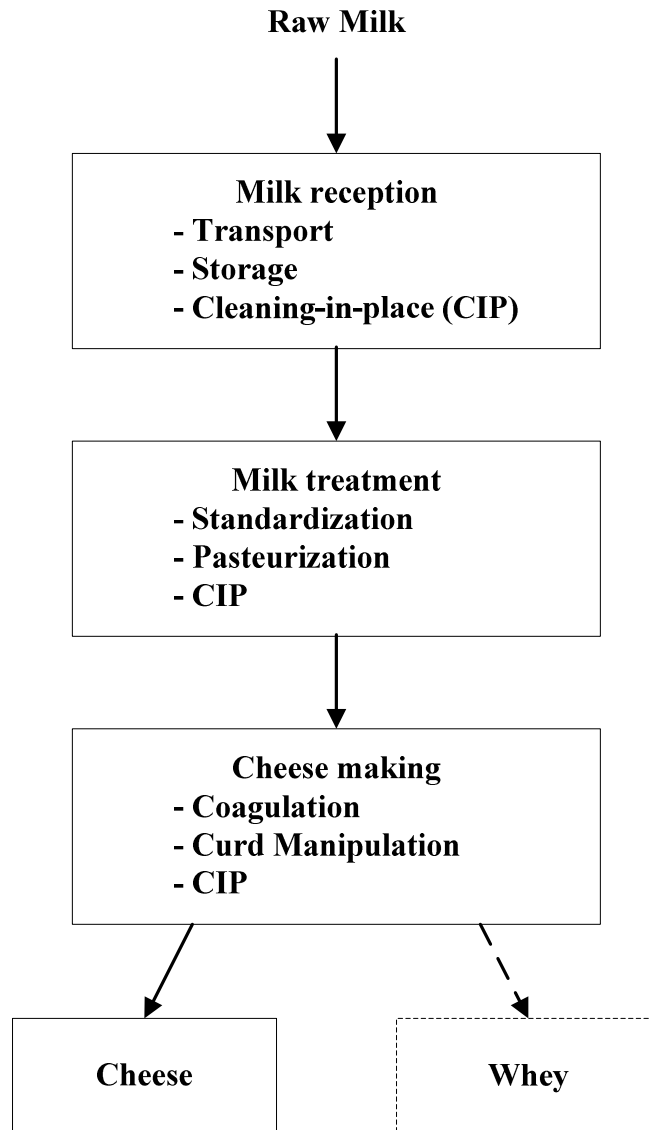 Raw Milk
Milk reception
- Transport
- Storage
- Cleaning-in-place (CIP)
Milk treatment
- Standardization
- Pasteurization
- CIP
Cheese making
- Coagulation
- Curd Manipulation
- CIP
Cheese
Whey